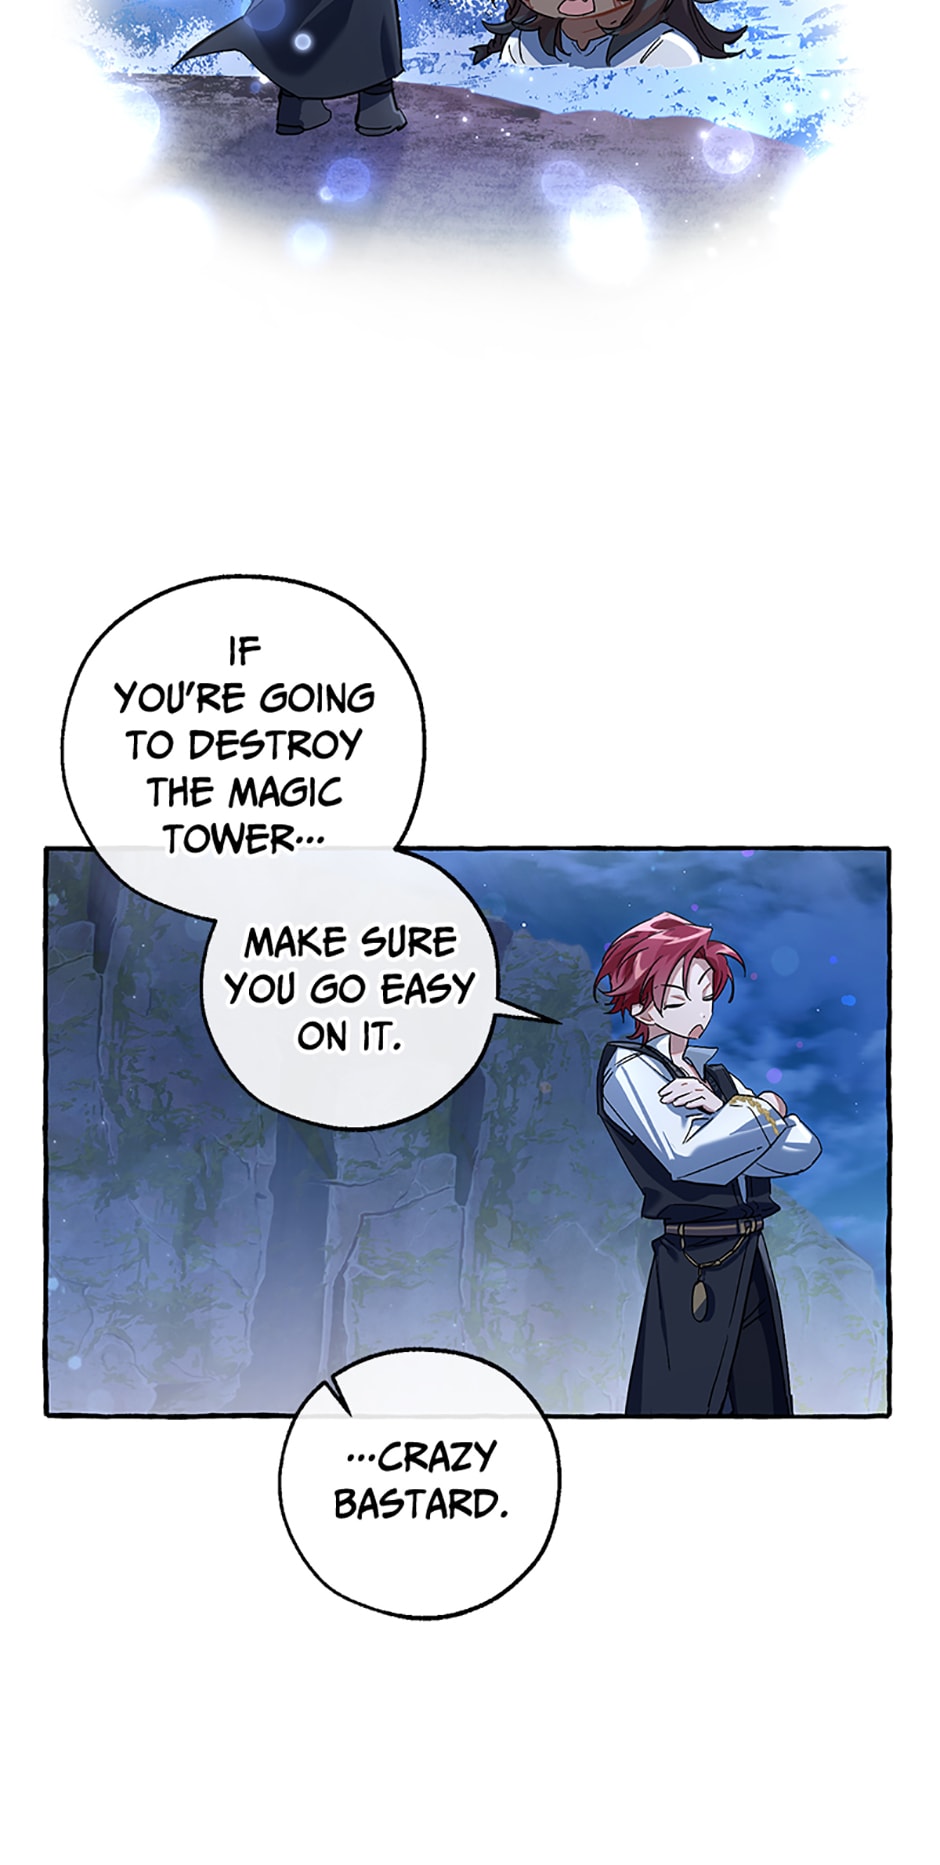 IF
YOU'RE GOING
TO DESTROY
THE MAGIC
TOWER...
MAKE SURE
YOU GO EASY
ON IT.
...CRAZY
BASTARD.